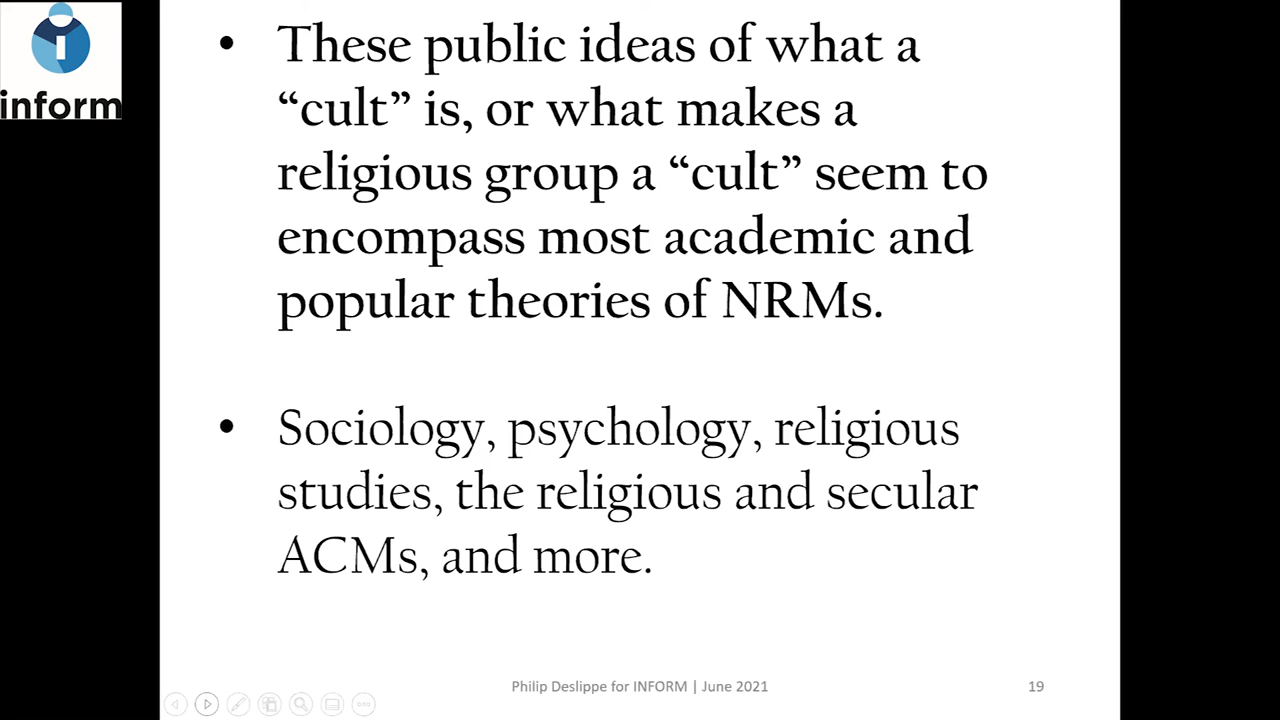 inform
• These public ideas of what a
“cult” is, or what makes a
religious group a “cult” seem to
encompass most academic and
popular theories of NRMs.
• Sociology, psychology, religious
studies, the religious and secular
ACMs, and more.
Philip Deslippe for INFORM | June 2021
19